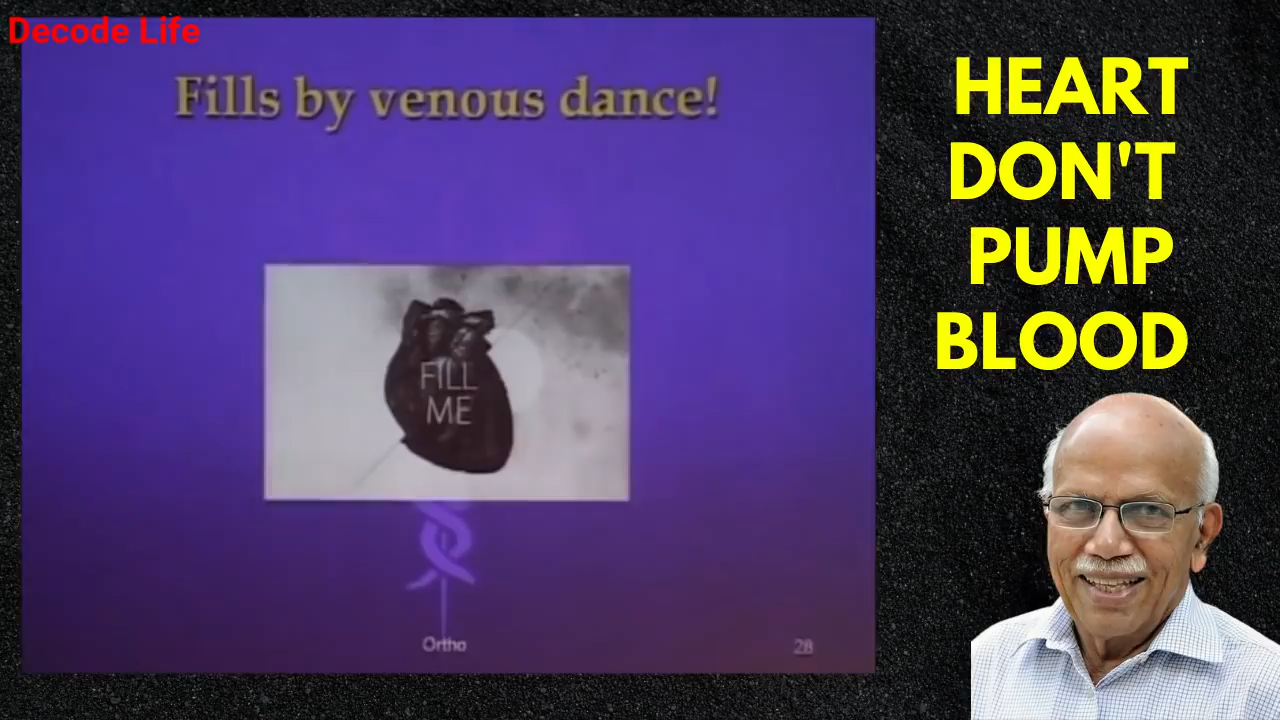 Decode Life
Fills by venous dance!
FILL
ME
Ortho
28
HEART
DON'T
PUMP
BLOOD